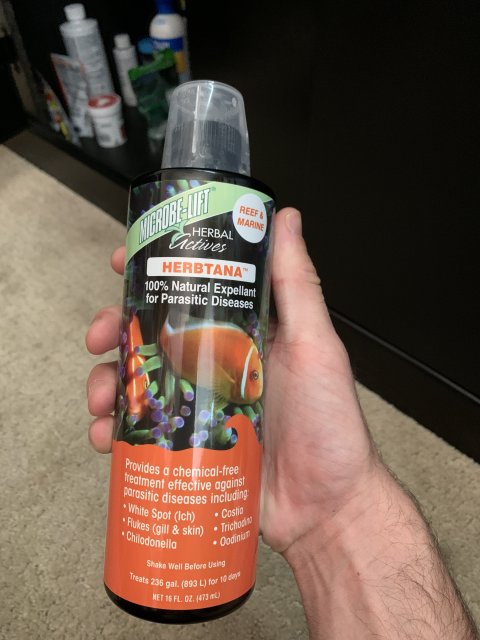 MICROBE-LIFT
HERBAL
Actives
REEF &
MARINE
HERBTANA™
100% Natural Expellant
for Parasitic Diseases
Provides a chemical-free
treatment effective against
parasitic diseases including:
• White Spot (Ich)
• Flukes (gill & skin)
• Chilodonella
• Costia
• Trichodina
• Oodinium
Shake Well Before Using
Treats 236 gal. (893 L) for 10 days
NET 16 FL. OZ. (473 mL)